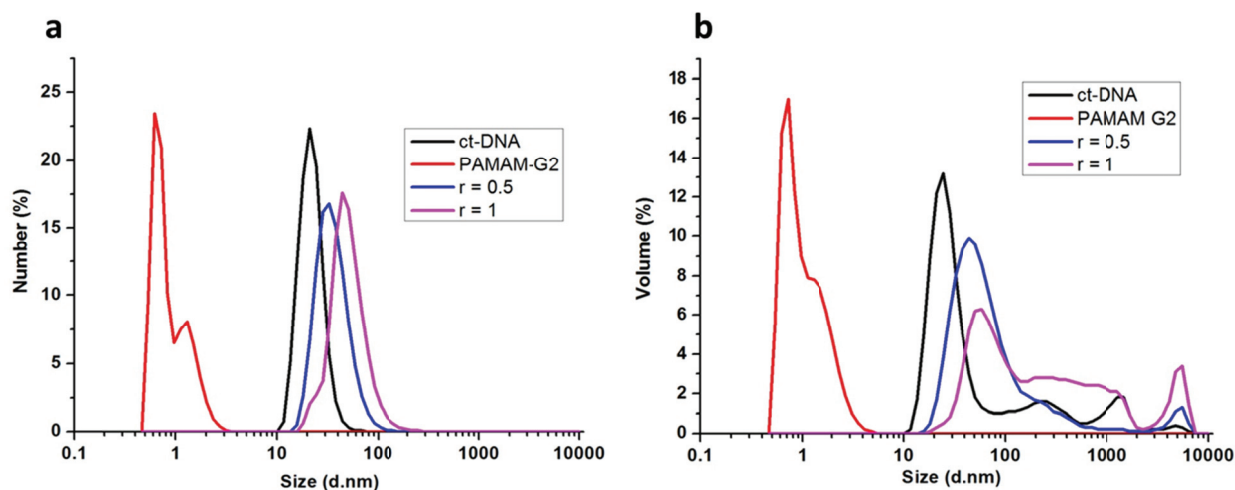 a
25
20
15
10
5
0
Number (%)
ct-DNA
PAMAM-G2
r = 0.5
r = 1
0.1
1
10
100
1000
10000
Size (d.nm)
b
18
16
14
12
10
8
6
4
2
0
Volume (%)
ct-DNA
PAMAM G2
r = 0.5
r = 1
0.1
1
10
100
1000
10000
Size (d.nm)